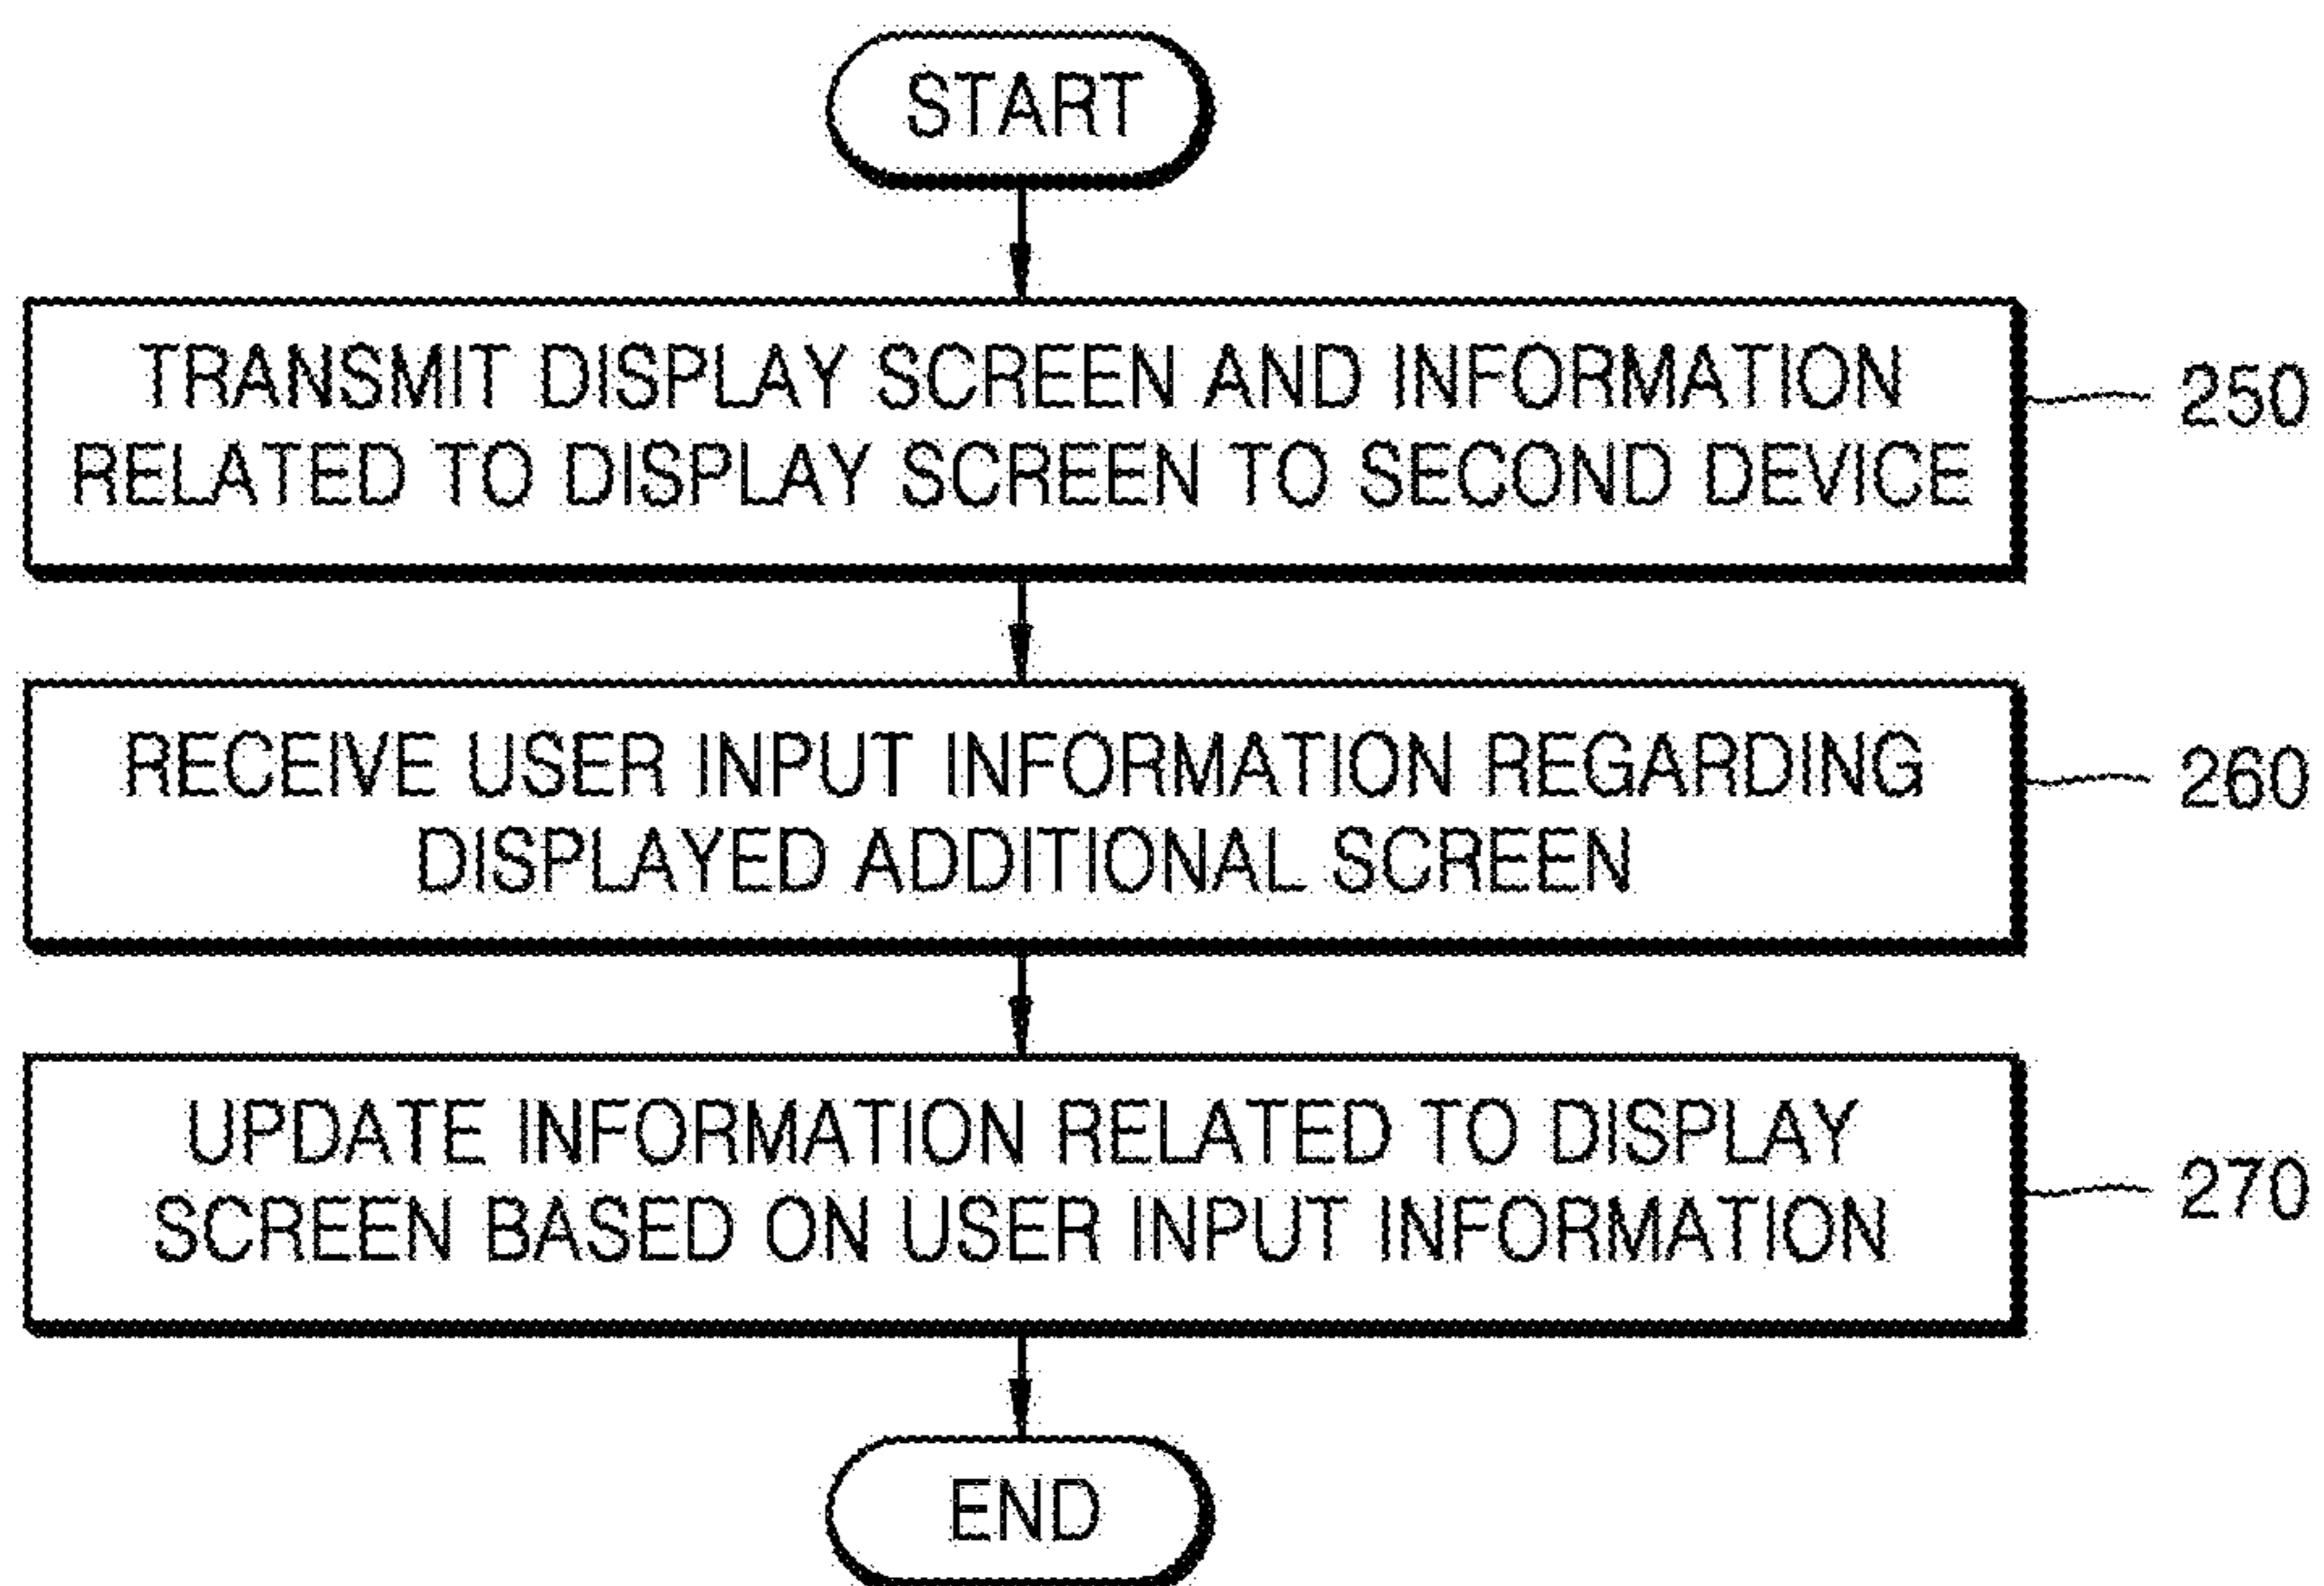 START
TRANSMIT DISPLAY SCREEN AND INFORMATION
RELATED TO DISPLAY SCREEN TO SECOND DEVICE
250
RECEIVE USER INPUT INFORMATION REGARDING
DISPLAYED ADDITIONAL SCREEN
260
UPDATE INFORMATION RELATED TO DISPLAY
SCREEN BASED ON USER INPUT INFORMATION
270
END